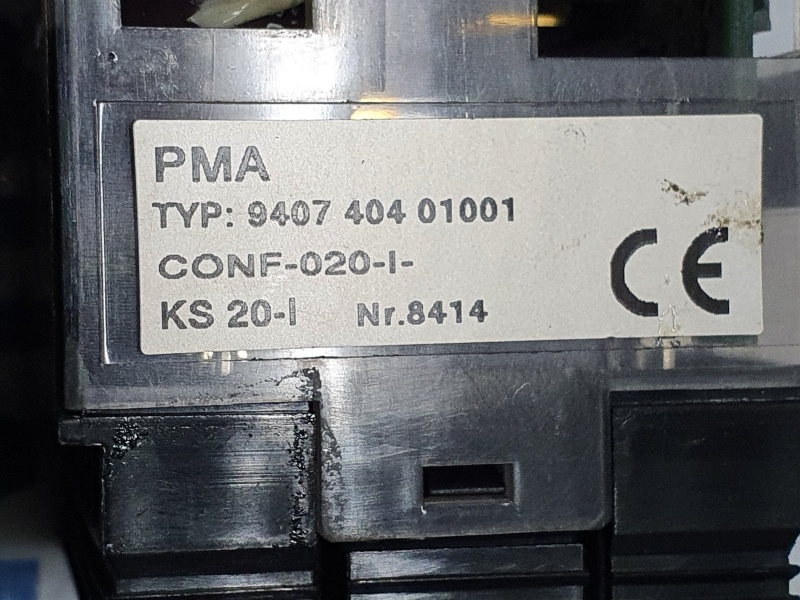 PMA
TYP: 9407 404 01001
CONF-020-I-
KS 20-I Nr.8414
CE